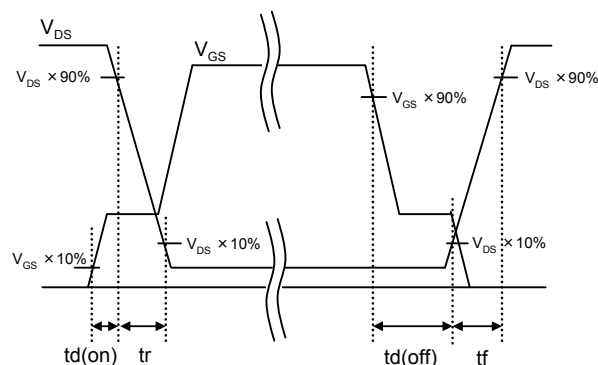 V_DS
V_GS
V_DS × 90%
V_GS × 90%
V_DS × 90%
V_GS × 10%
V_DS × 10%
V_DS × 10%
td(on)
tr
td(off)
tf